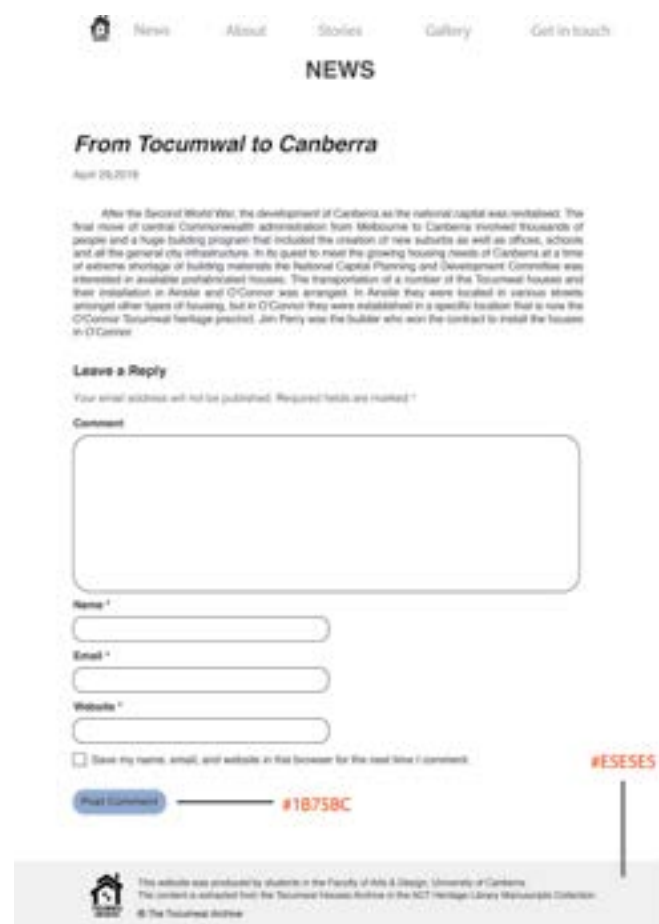 News About Stories Gallery Get in touch
NEWS
From Tocumwal to Canberra
April 29,2019
After the Second World War, the development of Canberra as the national capital was revitalised. The
final move of central Commonwealth administration from Melbourne to Canberra involved thousands of
people and a huge building program that included the creation of new suburbs as well as offices, schools
and all the general city infrastructure. In its quest to meet the growing housing needs of Canberra at a time
of extreme shortage of building materials the National Capital Planning and Development Committee was
interested in available prefabricated houses. The transportation of a number of the Tocumwal houses and
their installation in Ainslie and O'Connor was arranged. In Ainslie they were located in various streets
amongst other types of housing, but in O'Connor they were established in a specific location that is now the
O'Connor Tocumwal heritage precinct. Jim Perry was the builder who won the contract to install the houses
in O'Connor.
Leave a Reply
Your email address will not be published. Required fields are marked *
Comment
Name *
Email *
Website *
Save my name, email, and website in this browser for the next time I comment.
#E5E5E5
Post Comment
#1B75BC
This website was produced by students in the Faculty of Arts & Design, University of Canberra
The content is extracted from the Tocumwal Houses Archive in the ACT Heritage Library Manuscripts Collection
© The Tocumwal Archive